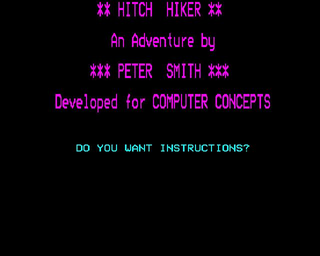 ** HITCH HIKER **
An Adventure by
*** PETER SMITH ***
Developed for COMPUTER CONCEPTS
DO YOU WANT INSTRUCTIONS?